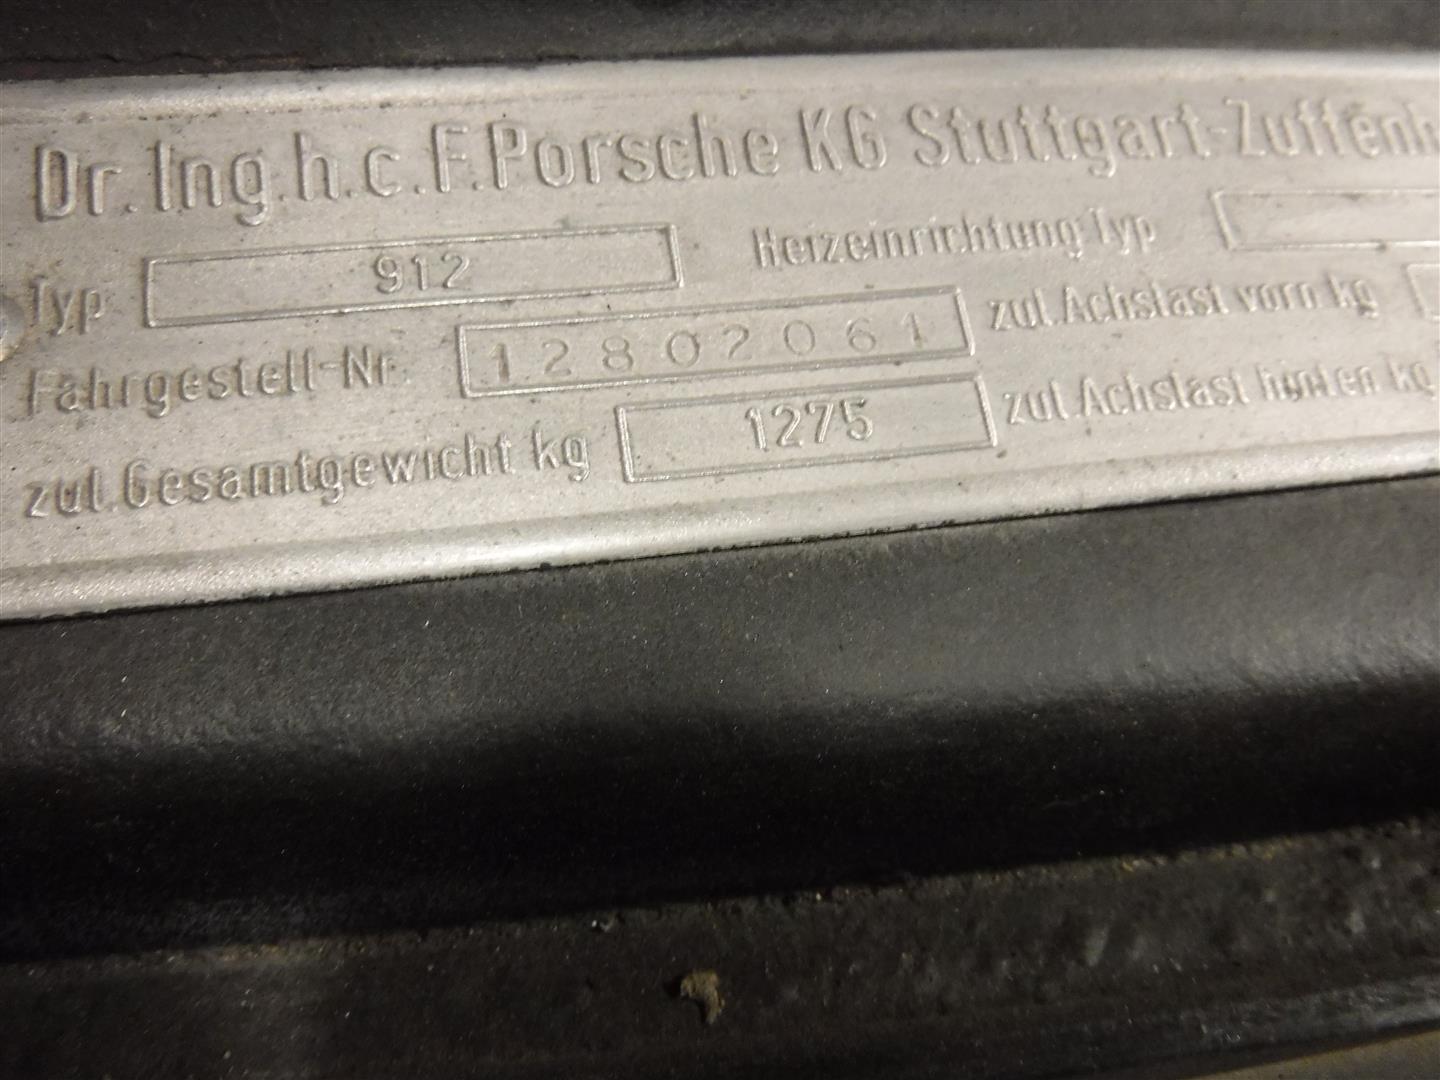 Dr. Ing. h.c. F. Porsche KG Stuttgart-Zuffenh
Typ 912 Heizeinrichtung Typ
Fahrgestell-Nr. 12802061 zul. Achslast vorn kg
zul. Gesamtgewicht kg 1275 zul. Achslast hinten kg